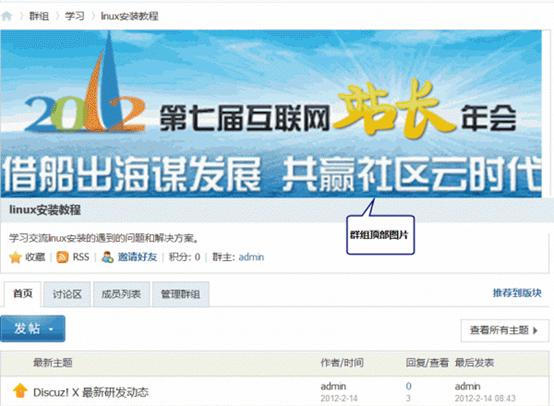 群组 › 学习 › linux安装教程
2012 第七届互联网站长年会
借船出海谋发展 共赢社区云时代
linux安装教程
群组顶部图片
学习交流linux安装的遇到的问题和解决方案。
收藏 | RSS | 邀请好友 | 积分: 0 | 群主: admin
首页 讨论区 成员列表 管理群组 推荐到版块
发帖 查看所有主题
最新主题 作者/时间 回复/查看 最后发表
Discuz! X 最新研发动态 admin 0 admin
2012-2-14 3 2012-2-14 08:43